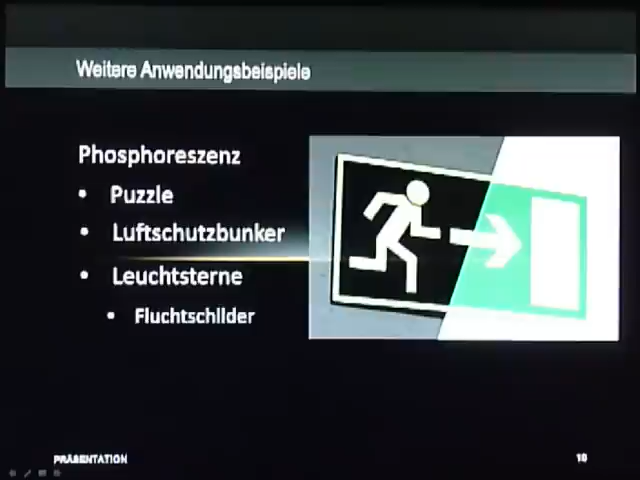 Weitere Anwendungsbeispiele
Phosphoreszenz
• Puzzle
• Luftschutzbunker
• Leuchtsterne
• Fluchtschilder
PRÄSENTATION
10